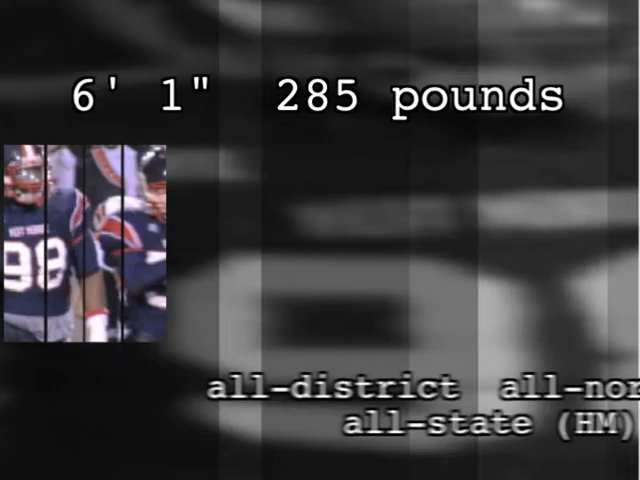 6' 1"  285 pounds
98
all-district  all-nor
all-state (HM)